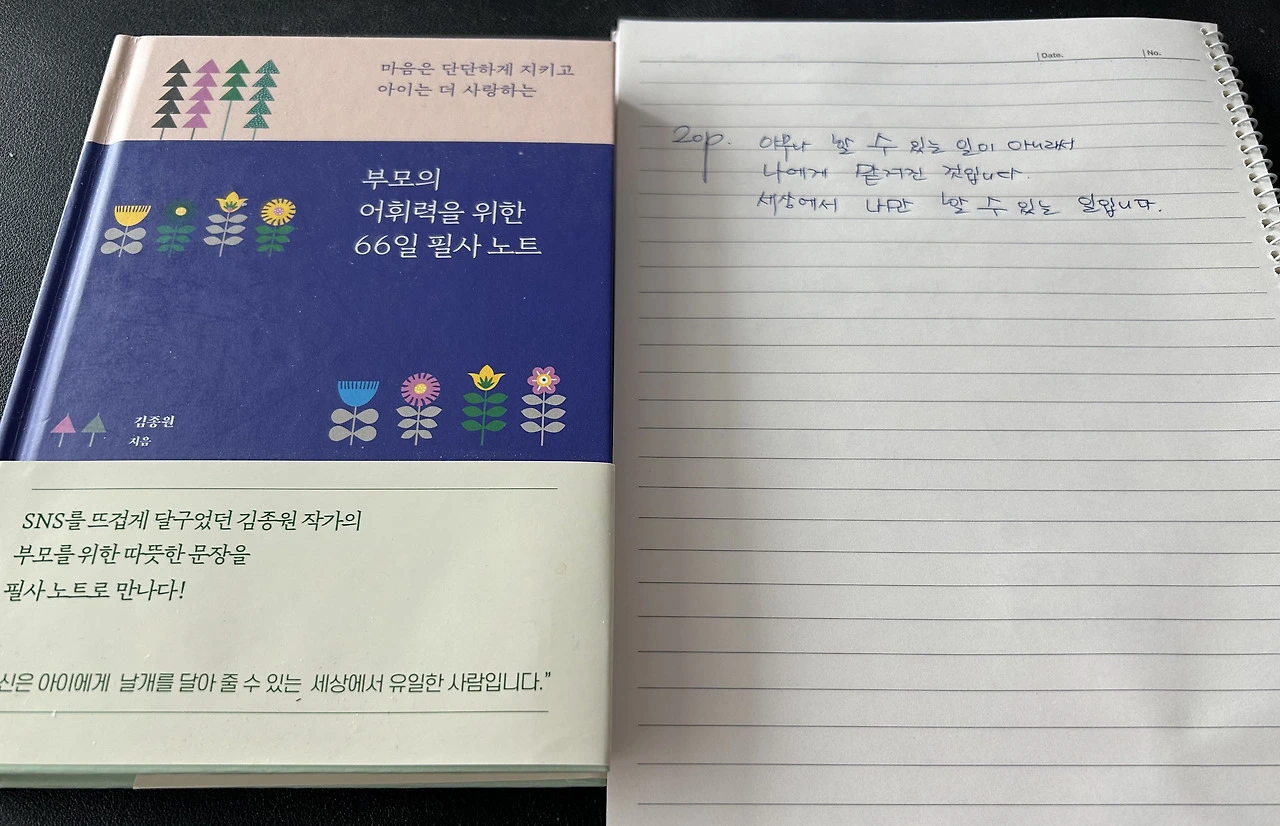 마음은 단단하게 지키고
아이는 더 사랑하는
부모의
어휘력을 위한
66일 필사 노트
김종원
지음
SNS를 뜨겁게 달구었던 김종원 작가의
부모를 위한 따뜻한 문장을
필사 노트로 만나다!
신은 아이에게 날개를 달아 줄 수 있는 세상에서 유일한 사람입니다.”
Date.
No.
20p. 아무나 할 수 있는 일이 아니라서
나에게 맡겨진 것입니다.
세상에서 나만 할 수 있는 일입니다.